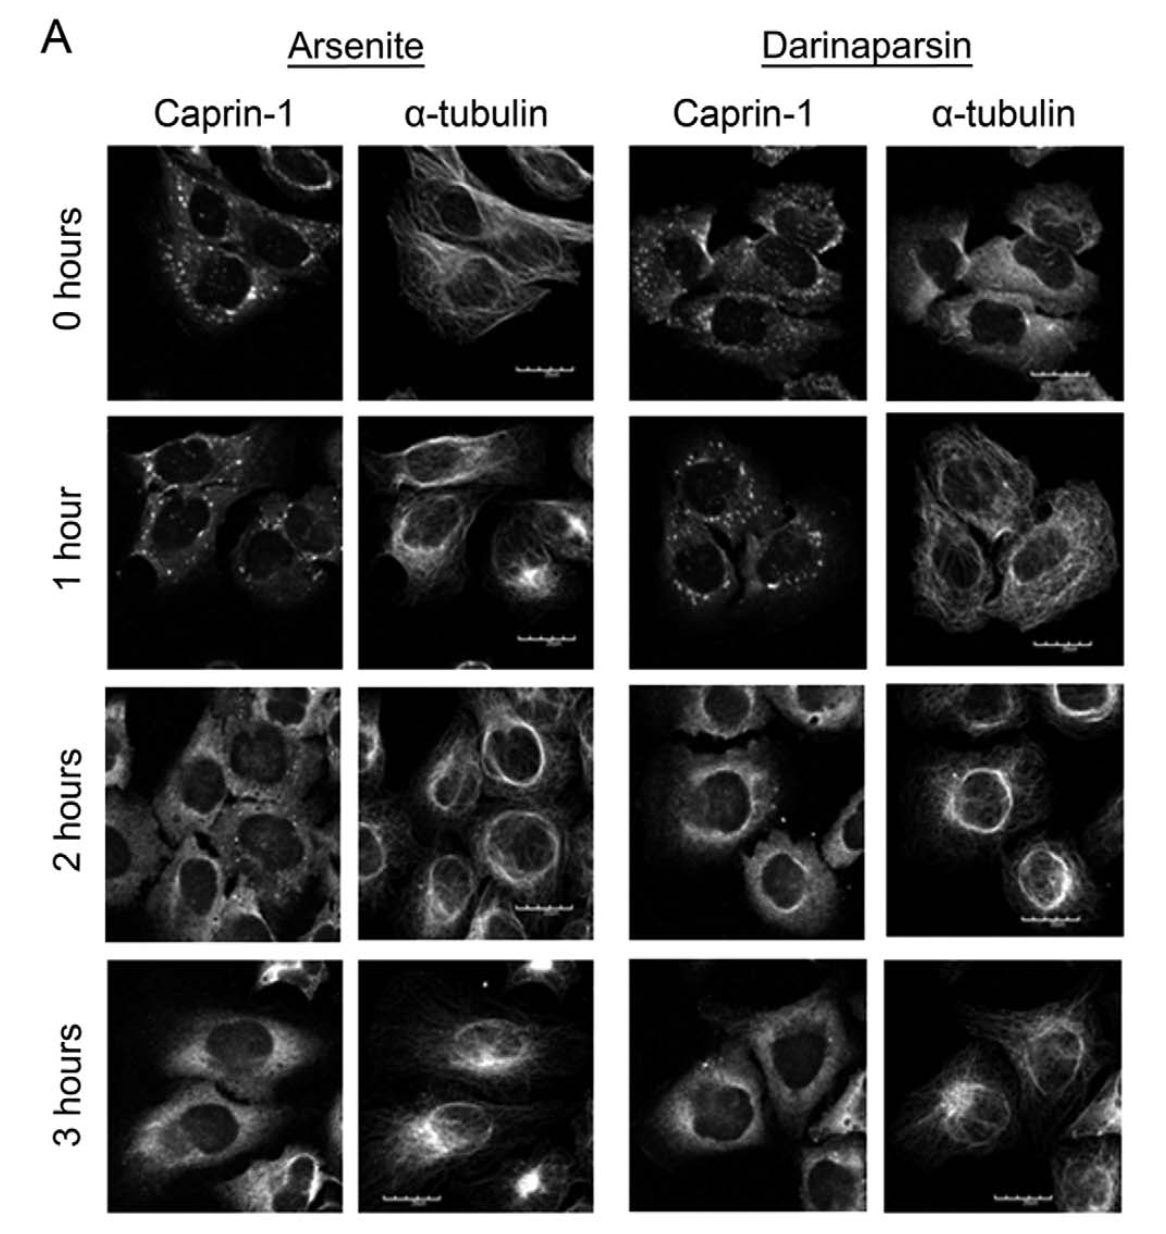 A
Arsenite Darinaparsin
Caprin-1 α-tubulin Caprin-1 α-tubulin
0 hours
1 hour
2 hours
3 hours